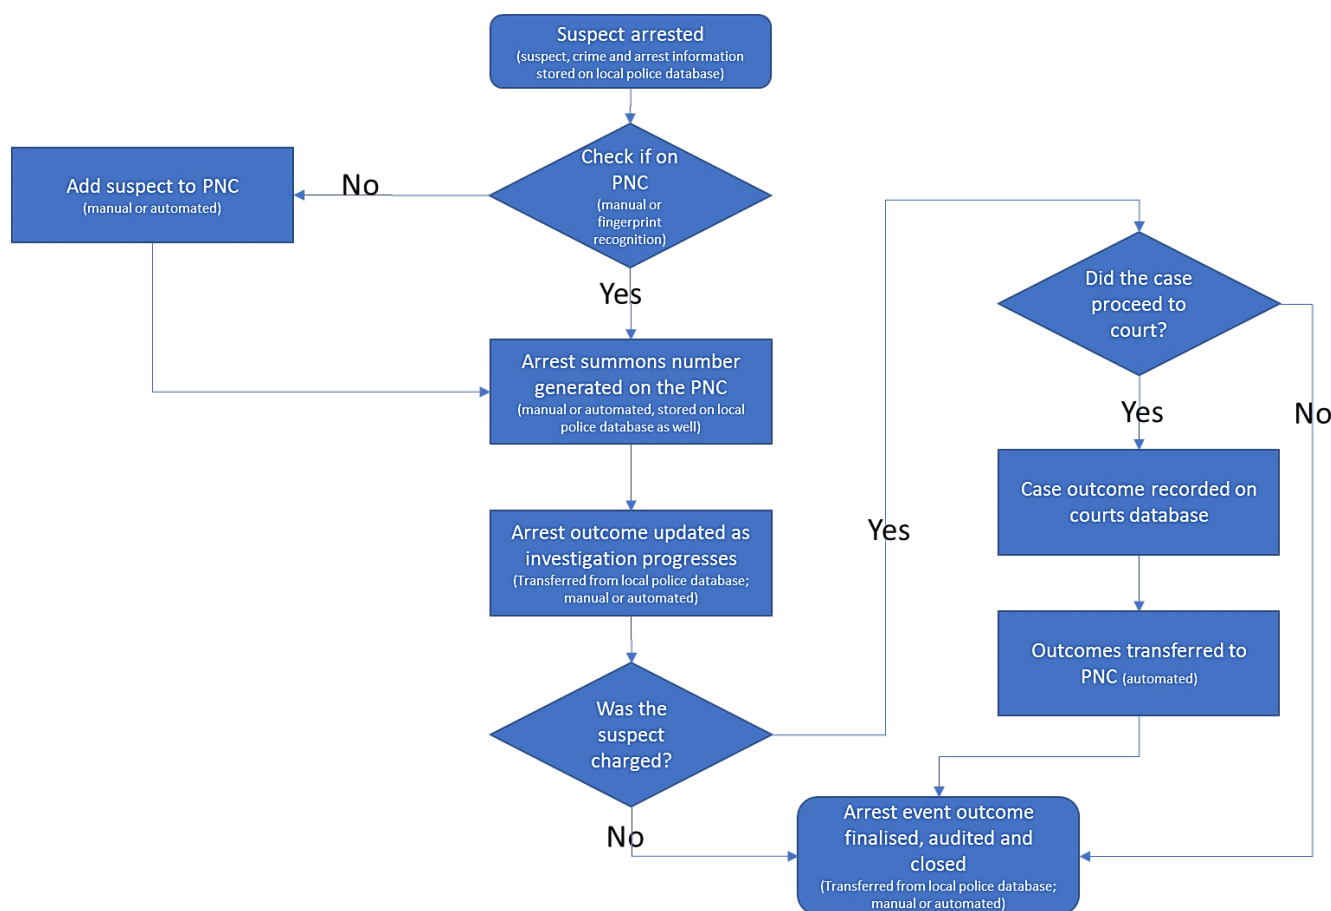 Suspect arrested
(suspect, crime and arrest information
stored on local police database)
Check if on
PNC
(manual or
fingerprint
recognition)
No
Add suspect to PNC
(manual or automated)
Yes
Arrest summons number
generated on the PNC
(manual or automated, stored on local
police database as well)
Arrest outcome updated as
investigation progresses
(Transferred from local police database;
manual or automated)
Was the
suspect
charged?
No
Yes
Did the case
proceed to
court?
Yes
No
Case outcome recorded on
courts database
Outcomes transferred to
PNC (automated)
Arrest event outcome
finalised, audited and
closed
(Transferred from local police database;
manual or automated)